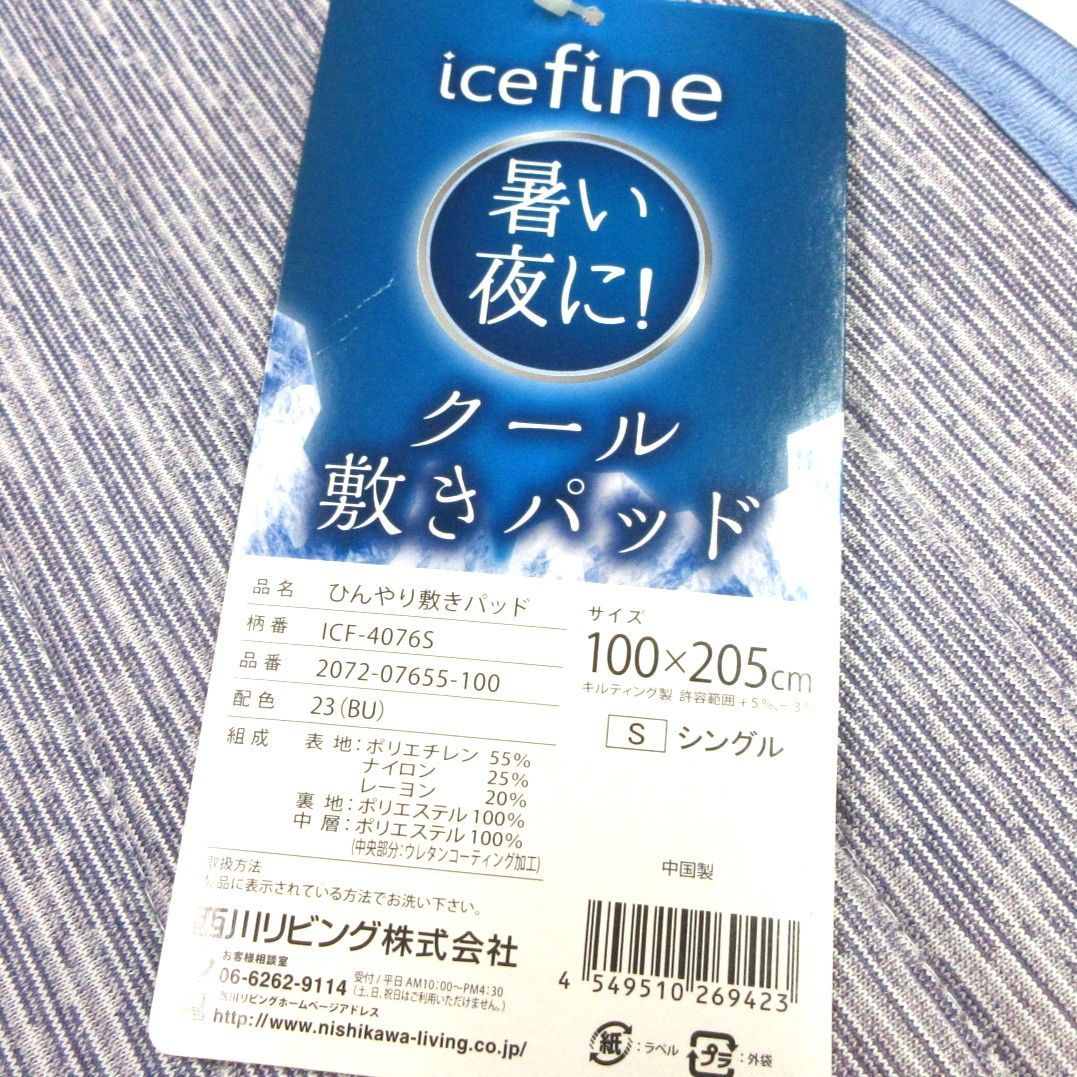 icefine
暑い
夜に!
クール
敷きパッド
品名 ひんやり敷きパッド
柄番 ICF-4076S
品番 2072-07655-100
配色 23(BU)
組成 表地:ポリエチレン 55%
ナイロン 25%
レーヨン 20%
裏地:ポリエステル 100%
中層:ポリエステル 100%
(中央部分:ウレタンコーティング加工)
サイズ
100×205cm
キルティング製 許容範囲 +5%、-3%
S シングル
中国製
取扱方法
製品に表示されている方法でお洗い下さい。
西川リビング株式会社
お客様相談室
06-6262-9114 受付/平日 AM10:00~PM4:30
(土、日、祝日はご利用いただけません。)
西川リビングホームページアドレス
http://www.nishikawa-living.co.jp/
4 549510 269423
紙:ラベル プラ:外袋